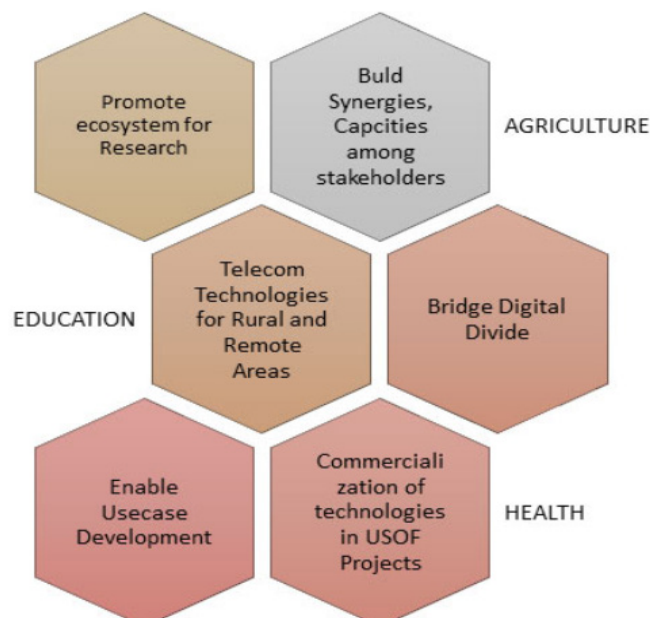 Promote
ecosystem for
Research
Buld
Synergies,
Capcities
among
stakeholders
AGRICULTURE
EDUCATION
Telecom
Technologies
for Rural and
Remote
Areas
Bridge Digital
Divide
Enable
Usecase
Development
Commerciali
zation of
technologies
in USOF
Projects
HEALTH